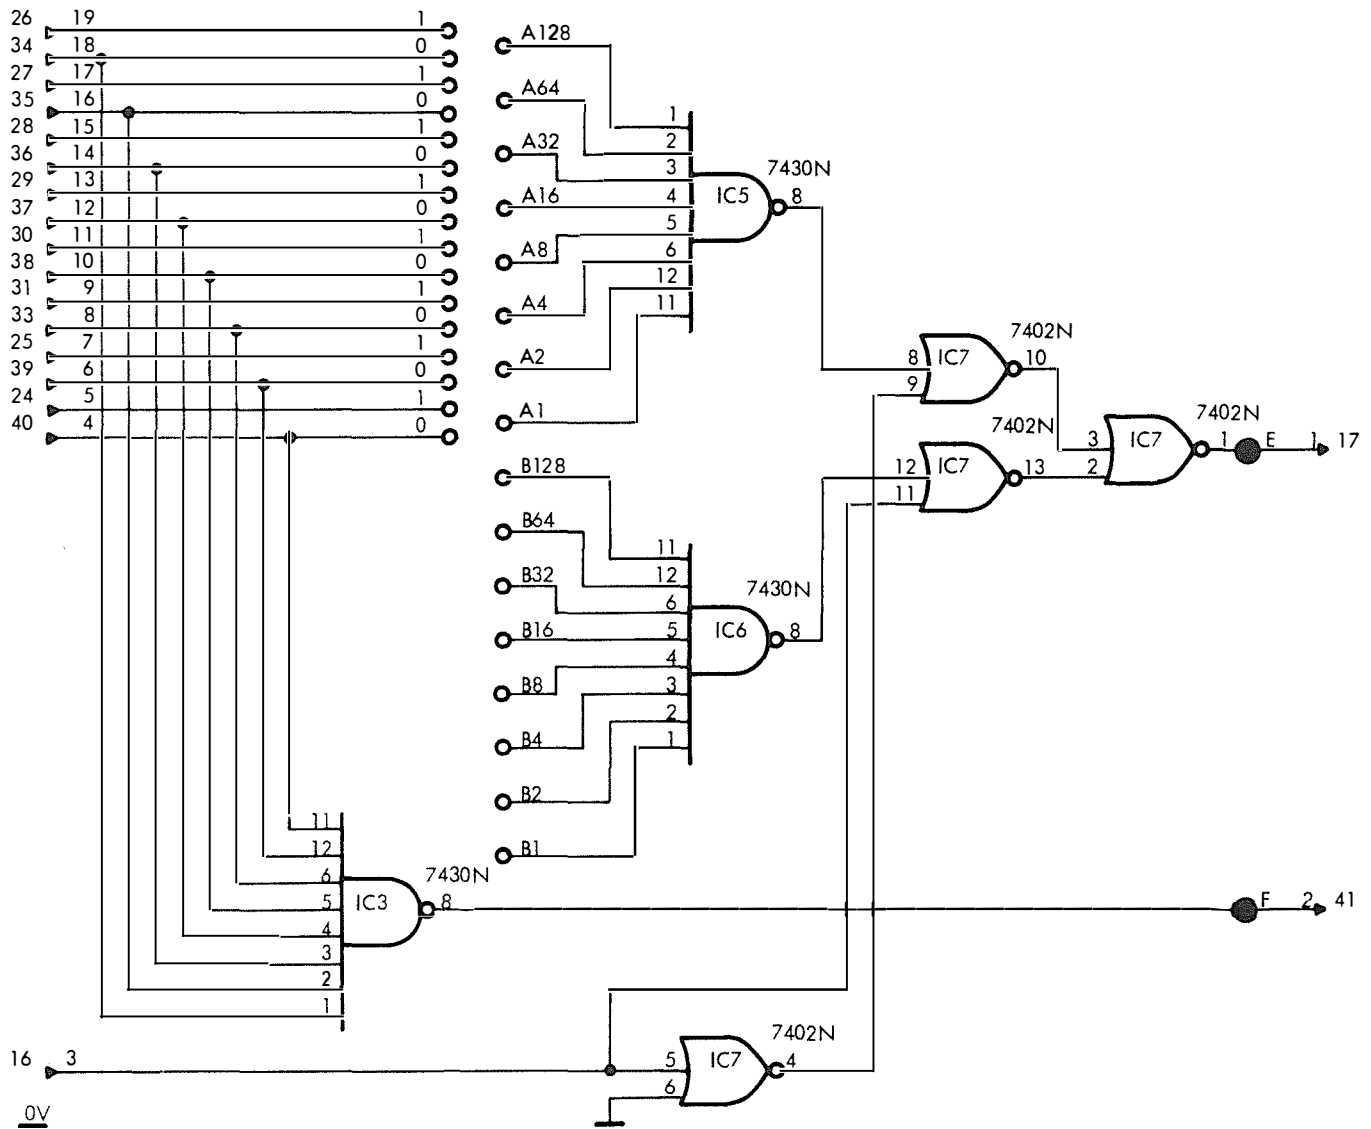 26 19 1
34 18 0
27 17 1
35 16 0
28 15 1
36 14 0
29 13 1
37 12 0
30 11 1
38 10 0
31 9 1
33 8 0
25 7 1
39 6 0
24 5 1
40 4 0
A128
A64
A32
A16
A8
A4
A2
A1
1
2
3
4
5
6
12
11
IC5
7430N
8
B128
B64
B32
B16
B8
B4
B2
B1
11
12
6
5
4
3
2
1
IC6
7430N
8
8
9
IC7
7402N
10
12
11
IC7
7402N
13
3
2
IC7
7402N
1 E 1 17
11
12
6
5
4
3
2
1
IC3
7430N
8
F 2 41
16 3
5
6
IC7
7402N
4
0V